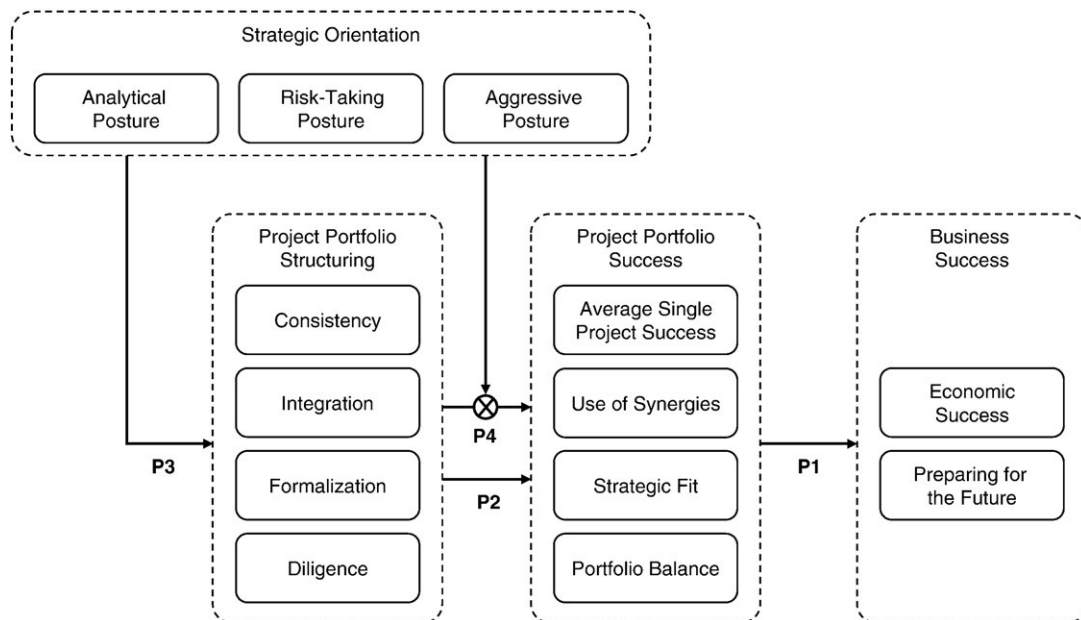 Strategic Orientation
Analytical
Posture
Risk-Taking
Posture
Aggressive
Posture
Project Portfolio
Structuring
Consistency
Integration
Formalization
Diligence
P3
Project Portfolio
Success
Average Single
Project Success
Use of Synergies
Strategic Fit
Portfolio Balance
P4
P2
Business
Success
Economic
Success
Preparing for
the Future
P1